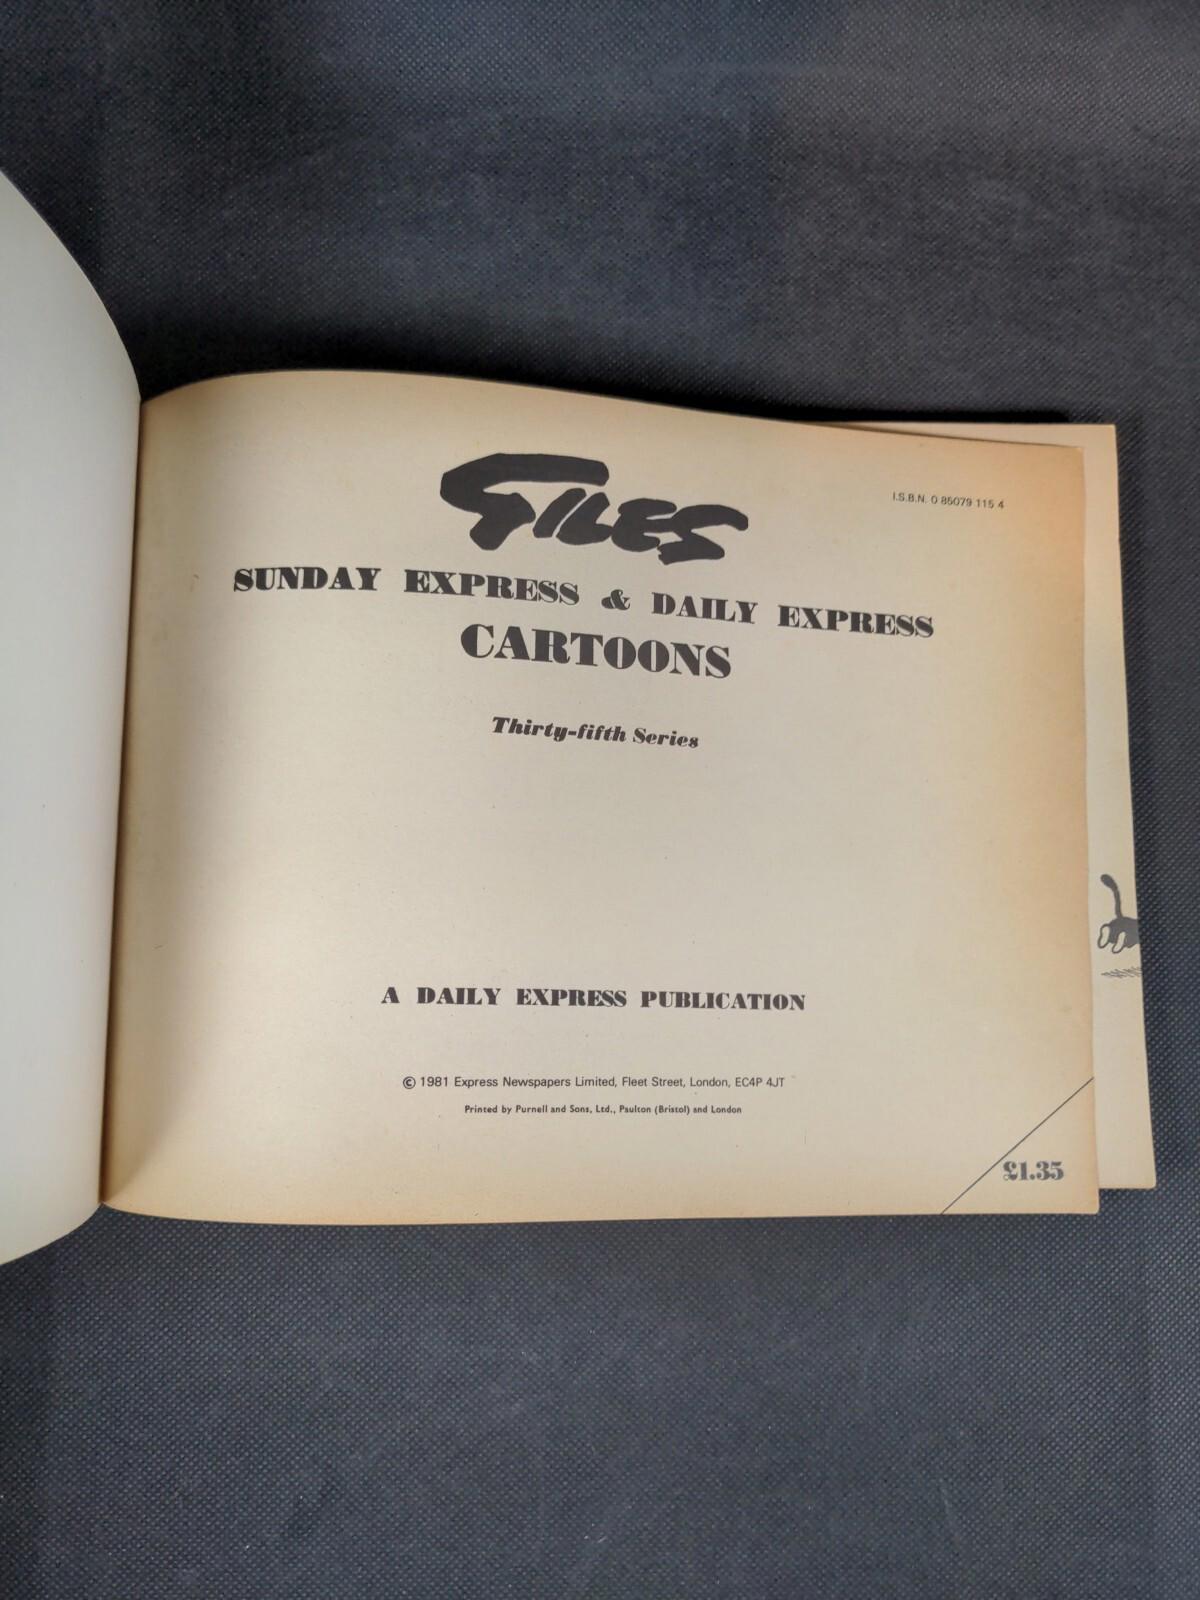 GILES
I.S.B.N. 0 85079 115 4
SUNDAY EXPRESS & DAILY EXPRESS
CARTOONS
Thirty-fifth Series
A DAILY EXPRESS PUBLICATION
© 1981 Express Newspapers Limited, Fleet Street, London, EC4P 4JT
Printed by Purnell and Sons, Ltd., Paulton (Bristol) and London
£1.35